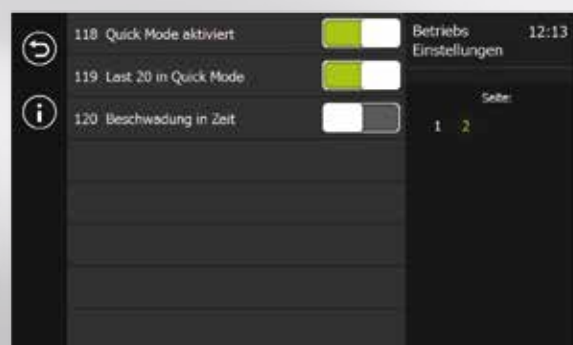 118 Quick Mode aktiviert
119 Last 20 in Quick Mode
120 Beschwadung in Zeit
Betriebs
Einstellungen
12:13
Seite:
1 2